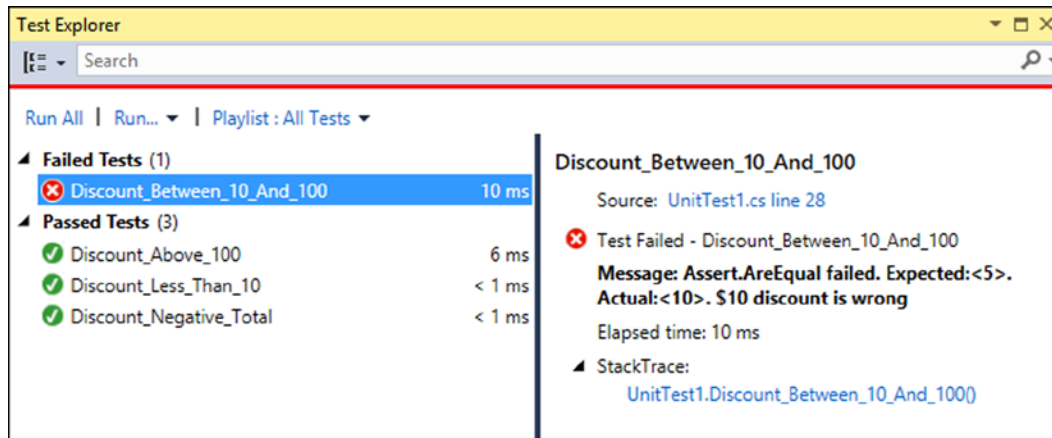 Test Explorer
Search
Run All | Run... | Playlist : All Tests
Failed Tests (1)
Discount_Between_10_And_100 10 ms
Passed Tests (3)
Discount_Above_100 6 ms
Discount_Less_Than_10 < 1 ms
Discount_Negative_Total < 1 ms
Discount_Between_10_And_100
Source: UnitTest1.cs line 28
Test Failed - Discount_Between_10_And_100
Message: Assert.AreEqual failed. Expected:<5>.
Actual:<10>. $10 discount is wrong
Elapsed time: 10 ms
StackTrace:
UnitTest1.Discount_Between_10_And_100()